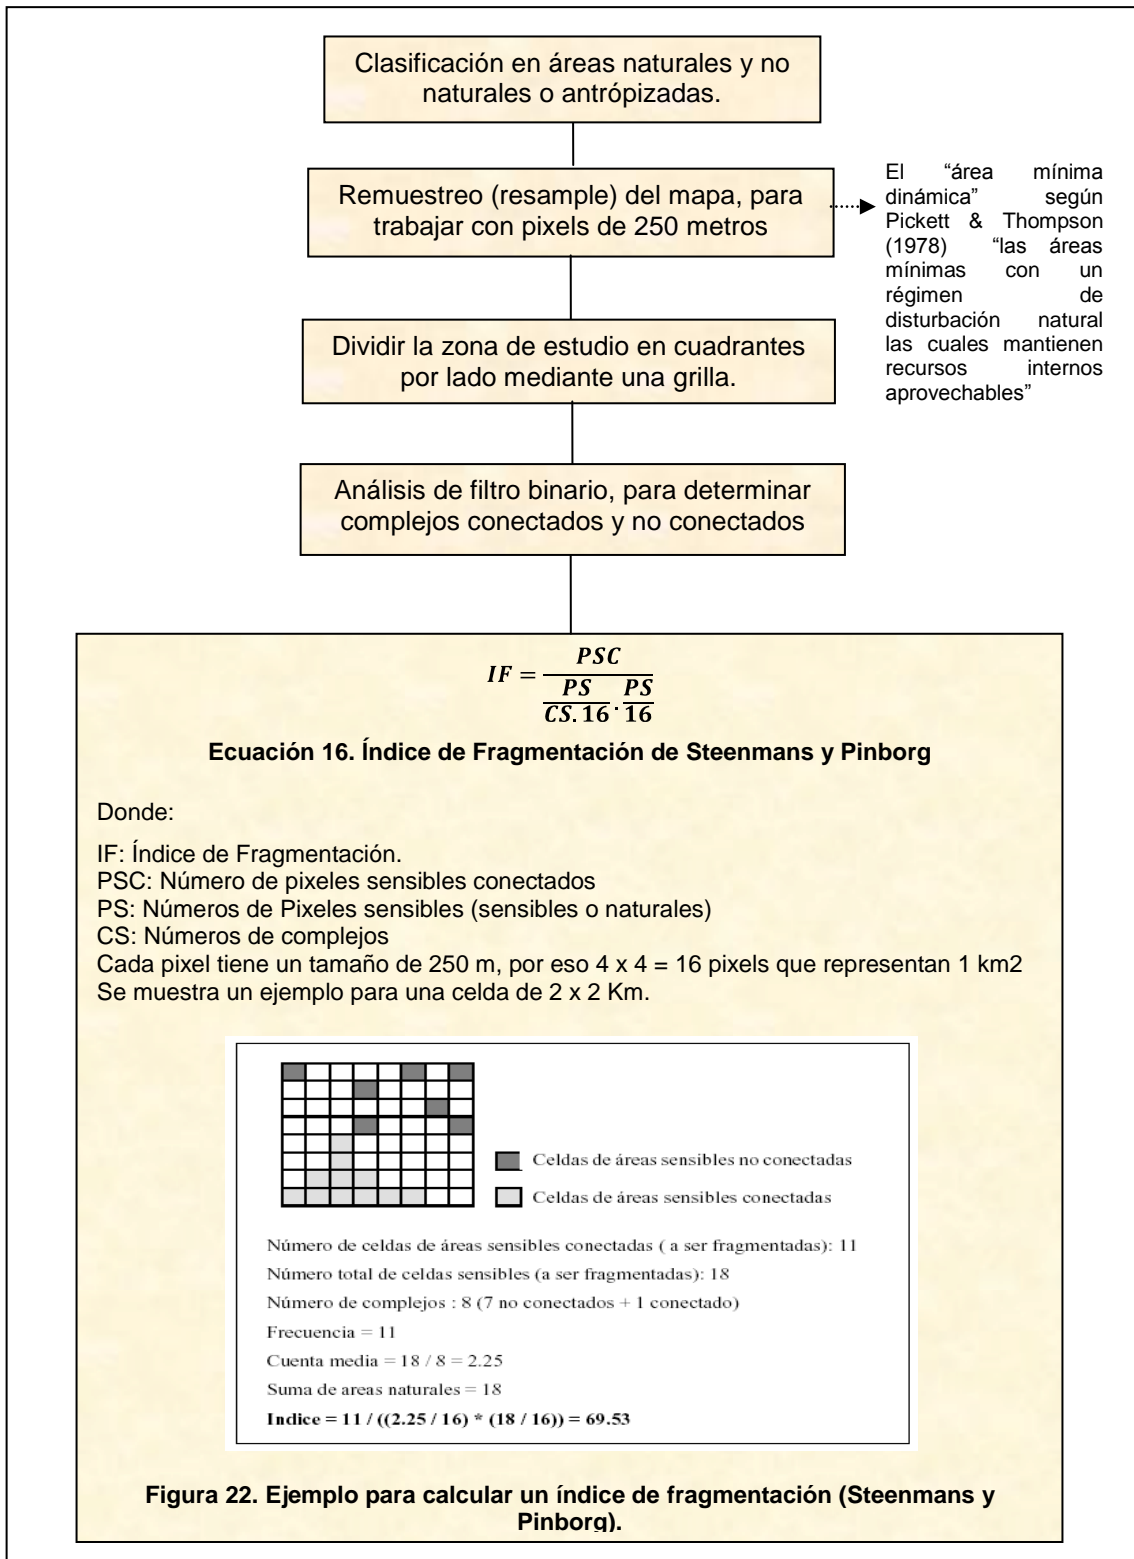 Clasificación en áreas naturales y no
naturales o antrópizadas.
Remuestreo (resample) del mapa, para
trabajar con pixels de 250 metros
El “área mínima
dinámica” según
Pickett & Thompson
(1978) “las áreas
mínimas con un
régimen de
disturbación natural
las cuales mantienen
recursos internos
aprovechables”
Dividir la zona de estudio en cuadrantes
por lado mediante una grilla.
Análisis de filtro binario, para determinar
complejos conectados y no conectados
IF = PSC / (PS/CS.16 . PS/16)
Ecuación 16. Índice de Fragmentación de Steenmans y Pinborg
Donde:
IF: Índice de Fragmentación.
PSC: Número de pixeles sensibles conectados
PS: Números de Pixeles sensible (sensibles o naturales)
CS: Números de complejos
Cada pixel tiene un tamaño de 250 m, por eso 4 x 4 = 16 pixels que representan 1 km2
Se muestra un ejemplo para una celda de 2 x 2 Km.
Celdas de áreas sensibles no conectadas
Celdas de áreas sensibles conectadas
Número de celdas de áreas sensibles conectadas ( a ser fragmentadas): 11
Número total de celdas sensibles (a ser fragmentadas): 18
Número de complejos : 8 (7 no conectados + 1 conectado)
Frecuencia = 11
Cuenta media = 18 / 8 = 2.25
Suma de areas naturales = 18
Indice = 11 / ((2.25 / 16) * (18 / 16)) = 69.53
Figura 22. Ejemplo para calcular un índice de fragmentación (Steenmans y
Pinborg).